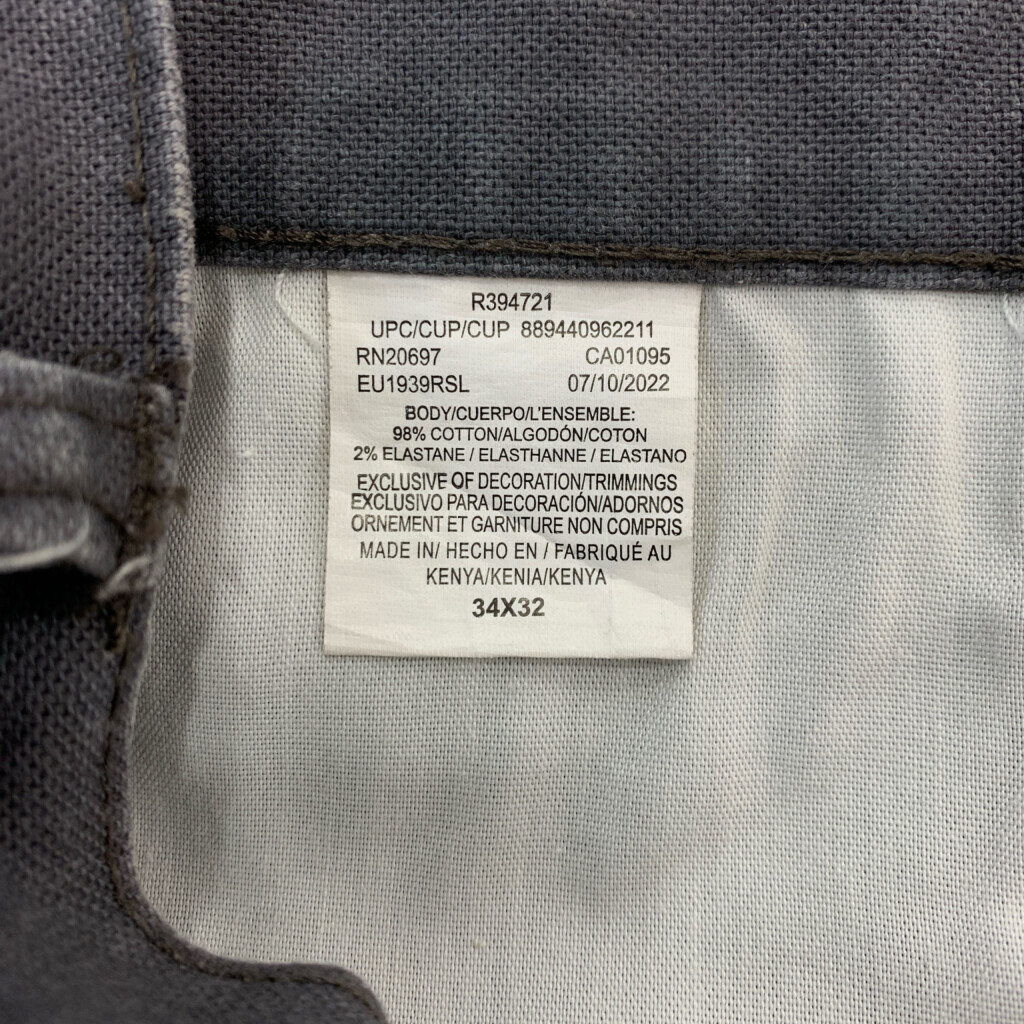 R394721
UPC/CUP/CUP 889440962211
RN20697 CA01095
EU1939RSL 07/10/2022
BODY/CUERPO/L'ENSEMBLE:
98% COTTON/ALGODÓN/COTON
2% ELASTANE / ELASTHANNE / ELASTANO
EXCLUSIVE OF DECORATION/TRIMMINGS
EXCLUSIVO PARA DECORACIÓN/ADORNOS
ORNEMENT ET GARNITURE NON COMPRIS
MADE IN/ HECHO EN / FABRIQUÉ AU
KENYA/KENIA/KENYA
34X32